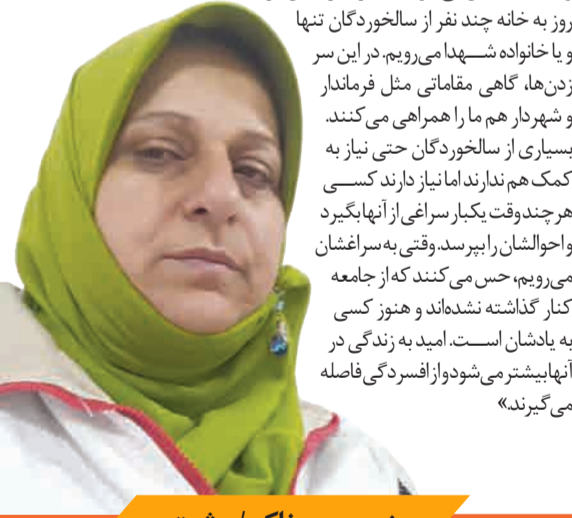 روز به خانه چند نفر از سالخوردگان تنها
و یا خانواده شهدا می‌رویم. در این سر
زدن‌ها، گاهی مقاماتی مثل فرماندار
و شهردار هم ما را همراهی می‌کنند.
بسیاری از سالخوردگان حتی نیاز به
کمک هم ندارند اما نیاز دارند کسی
هر چند وقت یکبار سراغی از آنها بگیرد
و احوالشان را بپرسد. وقتی به سراغشان
می‌رویم، حس می‌کنند که از جامعه
کنار گذاشته نشده‌اند و هنوز کسی
به یادشان است. امید به زندگی در
آنها بیشتر می‌شود و از افسردگی فاصله
می‌گیرند.»